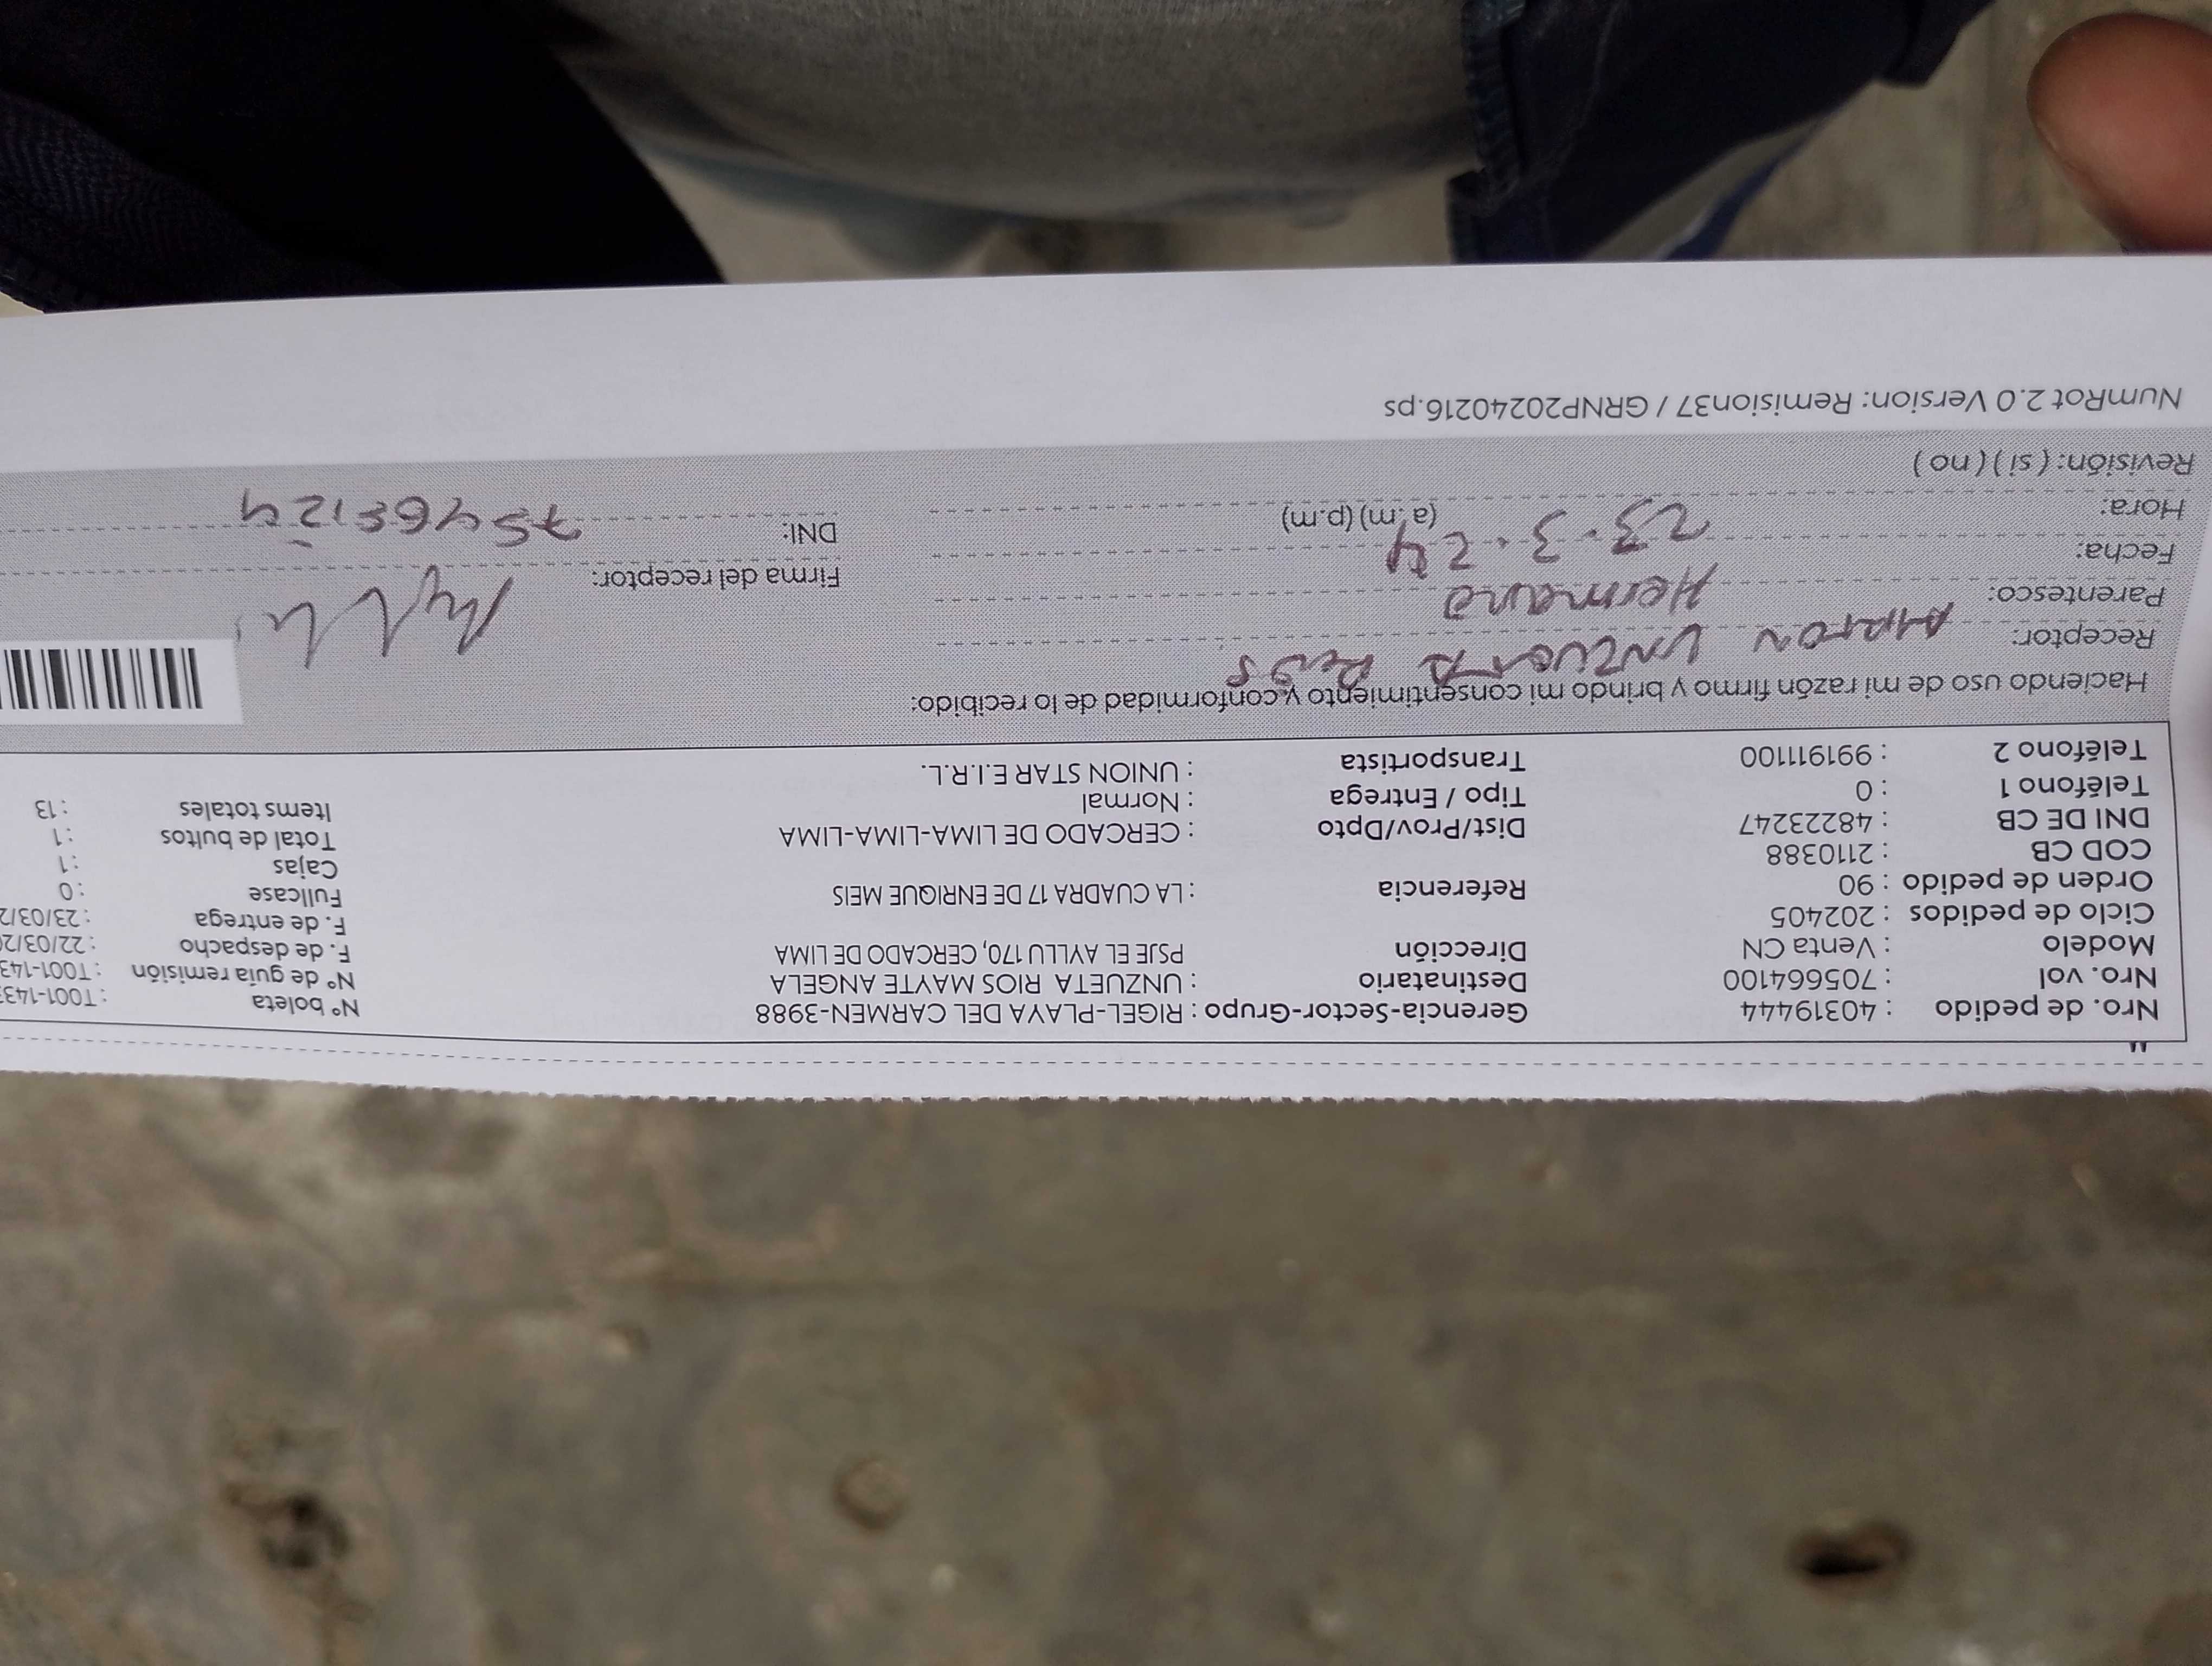 Nro. de pedido : 40319444 Gerencia-Sector-Grupo : RIGEL-PLAYA DEL CARMEN-3988 N° boleta : T001-143
Nro. vol : 705664100 Destinatario : UNZUETA RIOS MAYTE ANGELA N° de guía remisión : T001-143
Modelo : Venta CN Dirección PSJE EL AYLLU 170, CERCADO DE LIMA F. de despacho : 22/03/2
Ciclo de pedidos : 202405 F. de entrega : 23/03/2
Orden de pedido : 90 Referencia : LA CUADRA 17 DE ENRIQUE MEIS Fullcase : 0
COD CB : 2110388 Cajas : 1
DNI DE CB : 48223247 Dist/Prov/Dpto : CERCADO DE LIMA-LIMA-LIMA Total de bultos : 1
Teléfono 1 : 0 Tipo / Entrega : Normal Items totales : 13
Teléfono 2 : 991911100 Transportista : UNION STAR E.I.R.L.
Haciendo uso de mi razón firmo y brindo mi consentimiento y conformidad de lo recibido:
Receptor: UNZUETA
Parentesco: Hermano Firma del receptor:
Fecha: 23.3.24 DNI:
Hora: (a.m) (p.m)
Revisión: ( si ) ( no )
NumRot 2.0 Version: Remision37 / GRNP20240216.ps